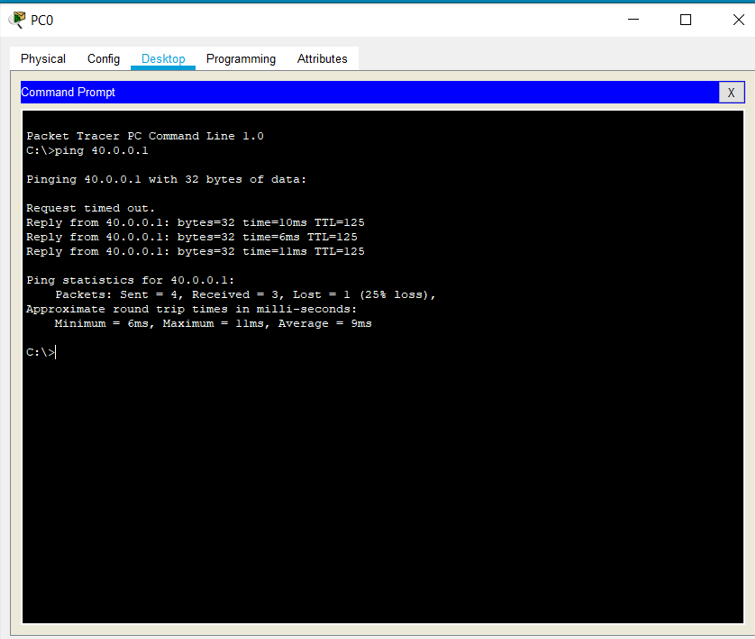 PC0
Physical Config Desktop Programming Attributes
Command Prompt
X
Packet Tracer PC Command Line 1.0
C:\>ping 40.0.0.1
Pinging 40.0.0.1 with 32 bytes of data:
Request timed out.
Reply from 40.0.0.1: bytes=32 time=10ms TTL=125
Reply from 40.0.0.1: bytes=32 time=6ms TTL=125
Reply from 40.0.0.1: bytes=32 time=11ms TTL=125
Ping statistics for 40.0.0.1:
    Packets: Sent = 4, Received = 3, Lost = 1 (25% loss),
Approximate round trip times in milli-seconds:
    Minimum = 6ms, Maximum = 11ms, Average = 9ms
C:\>